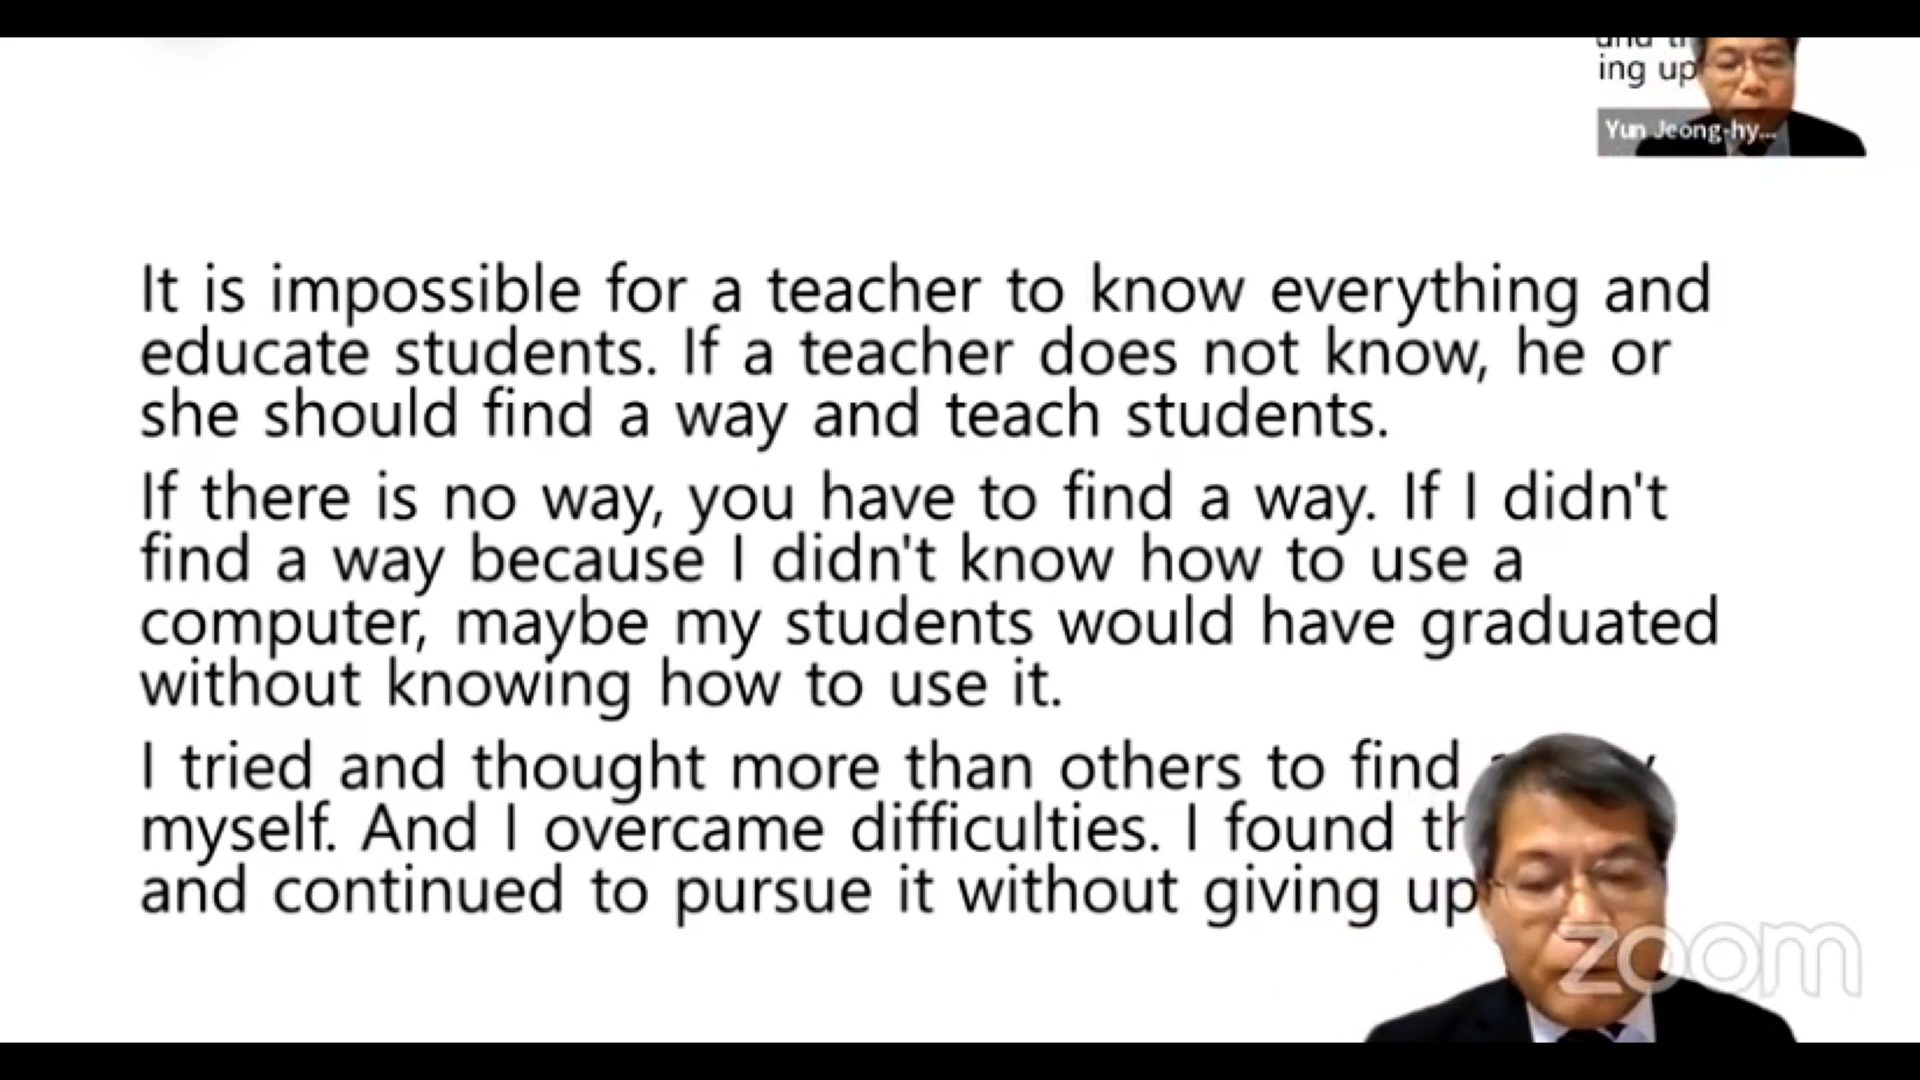 ing up
Yun Jeong-hy...
It is impossible for a teacher to know everything and
educate students. If a teacher does not know, he or
she should find a way and teach students.
If there is no way, you have to find a way. If I didn't
find a way because I didn't know how to use a
computer, maybe my students would have graduated
without knowing how to use it.
I tried and thought more than others to find
myself. And I overcame difficulties. I found
and continued to pursue it without giving up
zoom